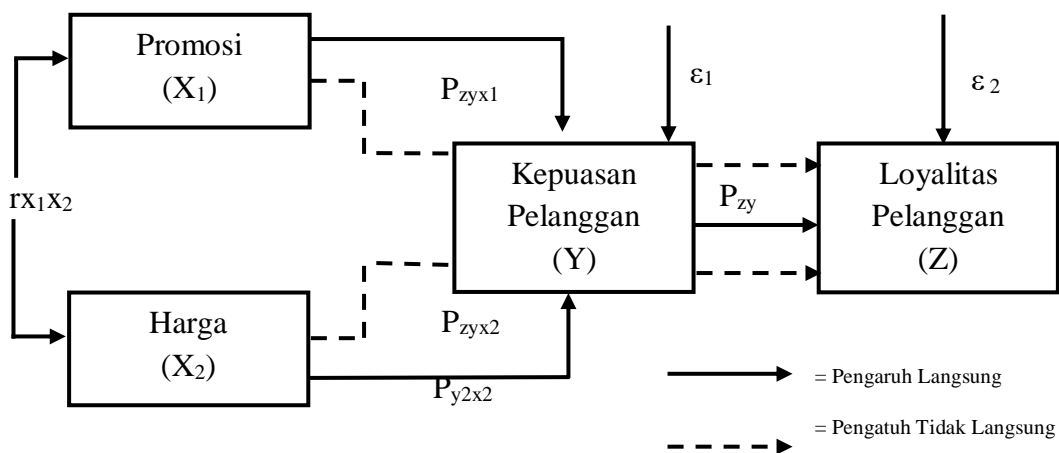 Promosi
(X₁)
Pzyx1
ε1
ε 2
rx₁x₂
Kepuasan
Pelanggan
(Y)
Pzy
Loyalitas
Pelanggan
(Z)
Harga
(X₂)
Pzyx2
Py2x2
= Pengaruh Langsung
= Pengatuh Tidak Langsung